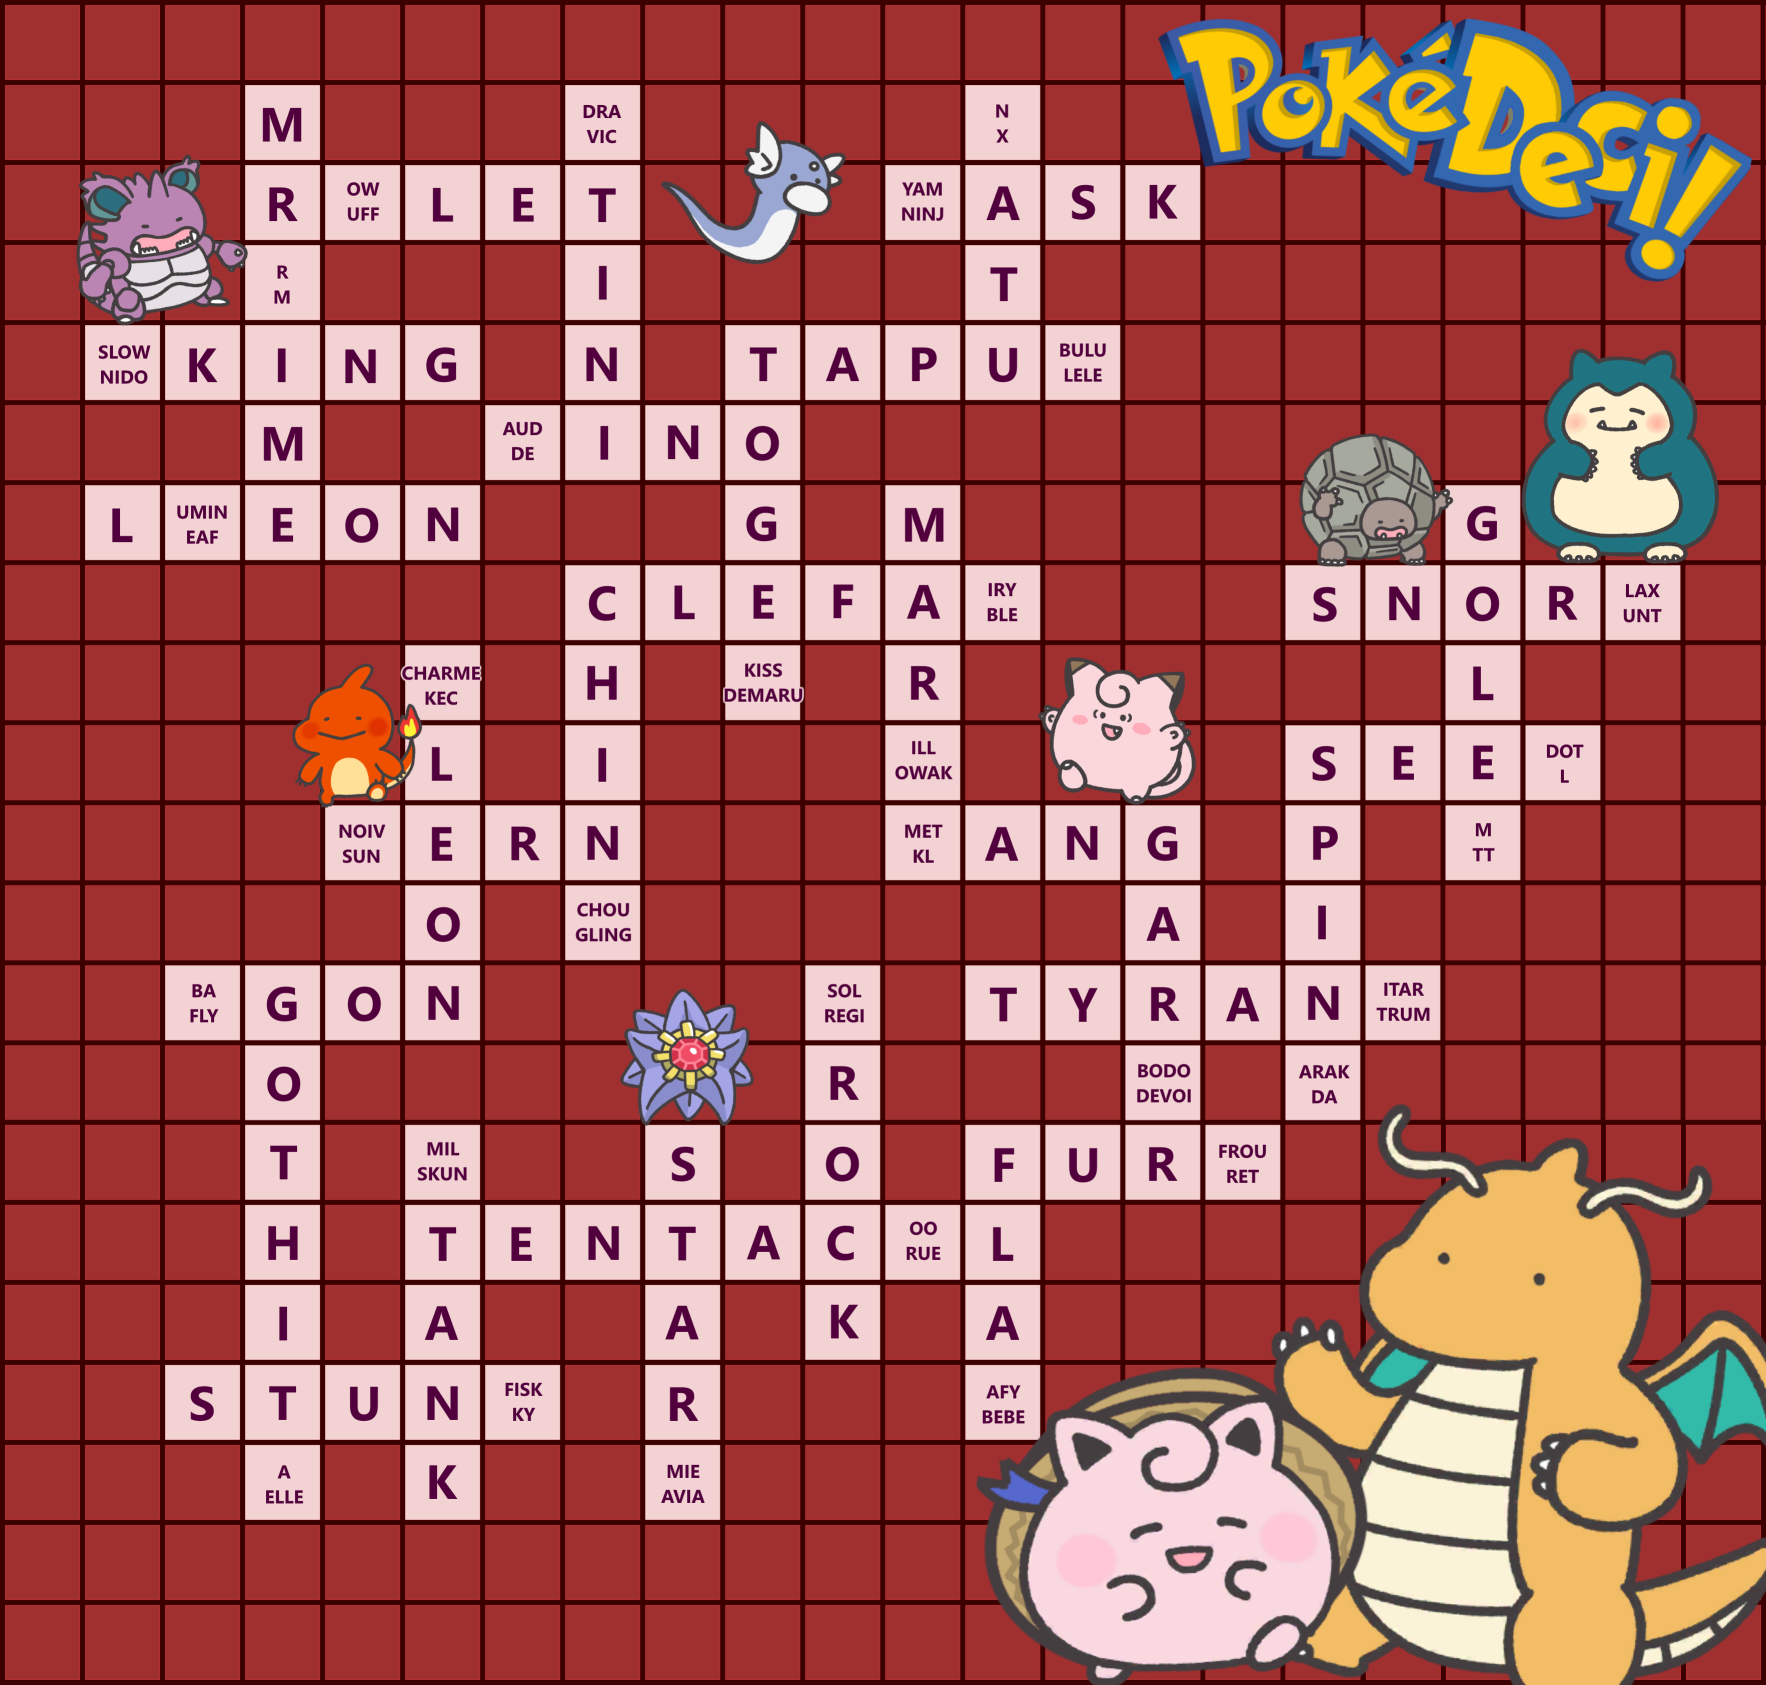 PokéDeci!
M DRA VIC N X
R OW UFF L E T YAM NINJ A S K
R M I T
SLOW NIDO K I N G N T A P U BULU LELE
M AUD DE I N O
L UMIN EAF E O N G M G
C L E F A IRY BLE S N O R LAX UNT
CHARME KEC H KISS DEMARU R L
L I ILL OWAK S E E DOT L
NOIV SUN E R N MET KL A N G P M TT
O CHOU GLING A I
BA FLY G O N SOL REGI T Y R A N ITAR TRUM
O R BODO DEVOI ARAK DA
T MIL SKUN S O F U R FROU RET
H T E N T A C OO RUE L
I A A K A
S T U N FISK KY R AFY BEBE
A ELLE K MIE AVIA